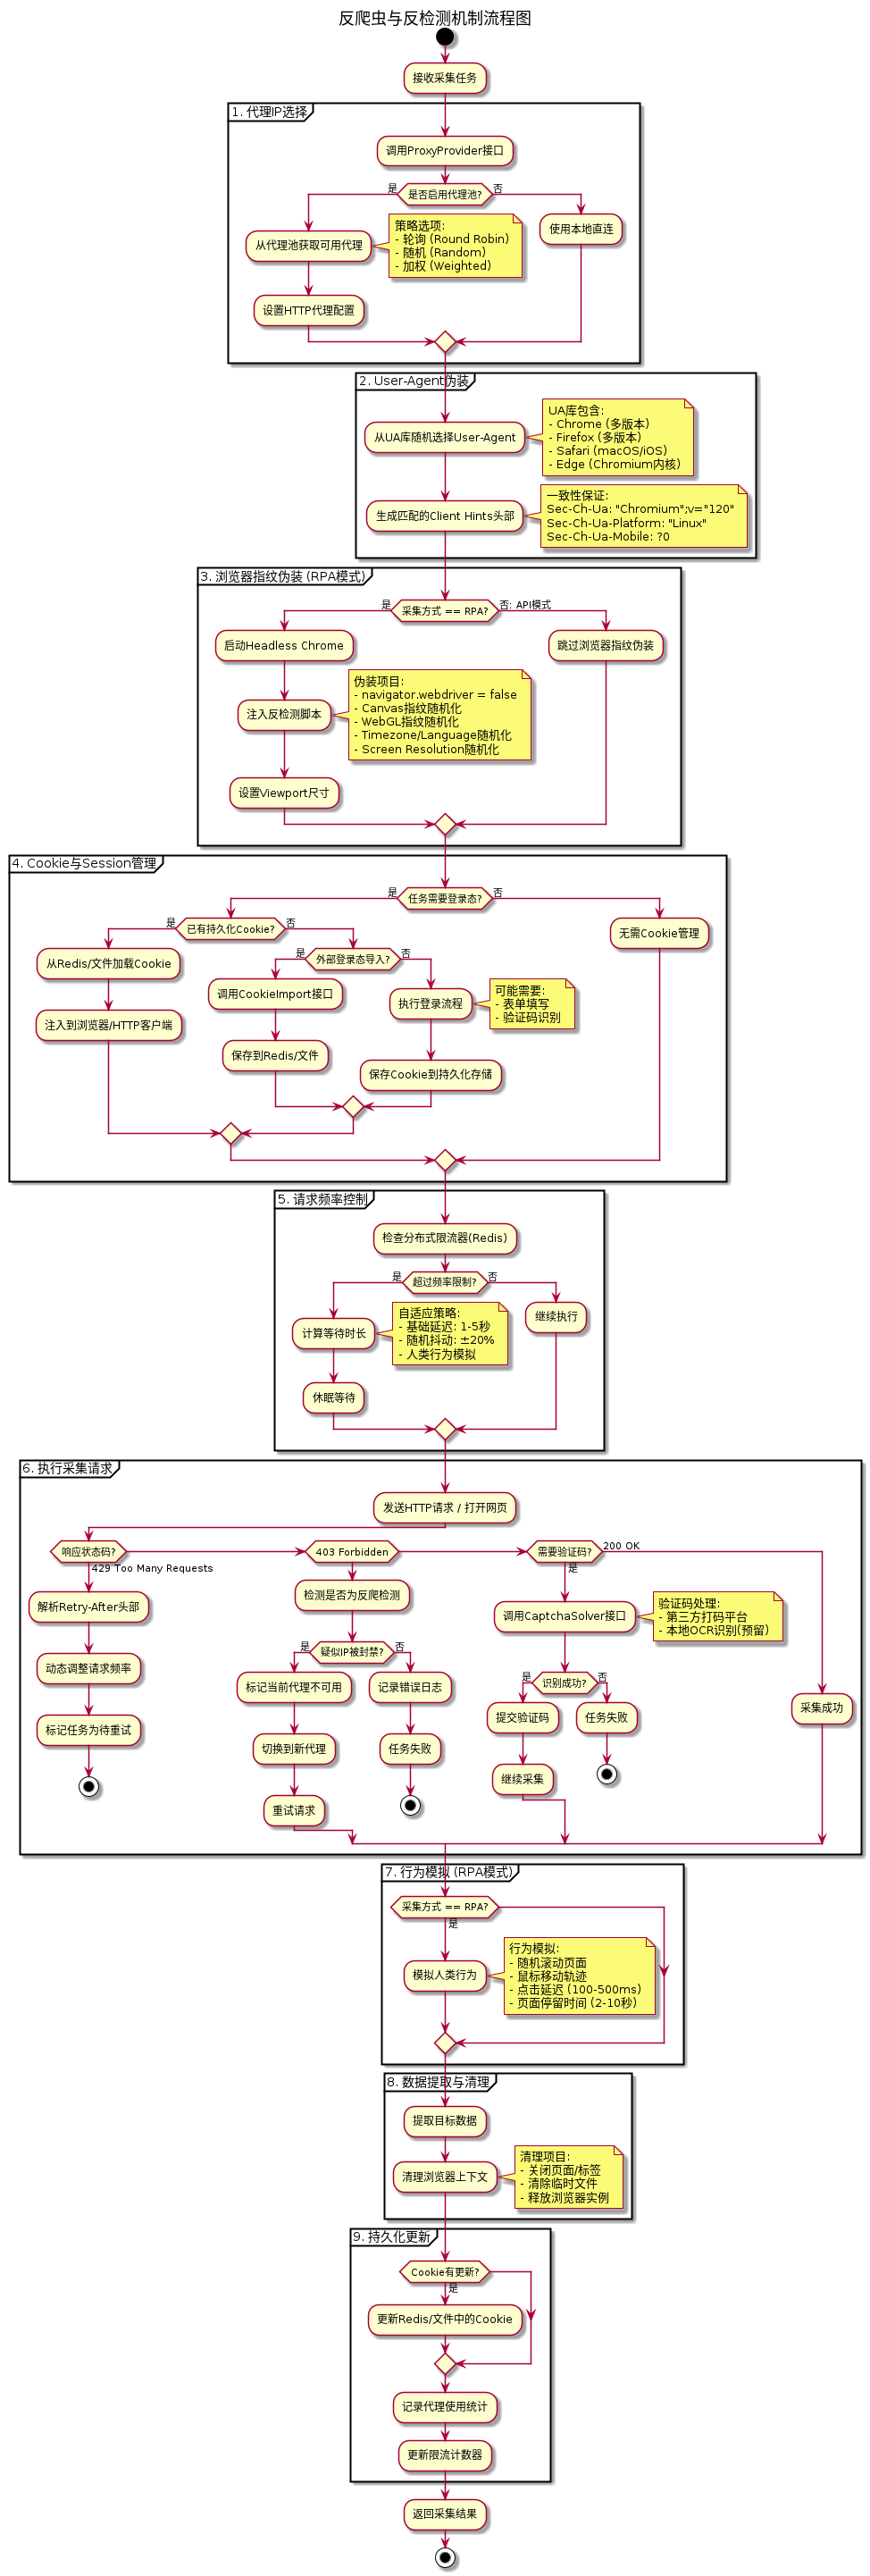 反爬虫与反检测机制流程图
接收采集任务
1. 代理IP选择
调用ProxyProvider接口
是
是否启用代理池?
否
从代理池获取可用代理
策略选项:
- 轮询 (Round Robin)
- 随机 (Random)
- 加权 (Weighted)
使用本地直连
设置HTTP代理配置
2. User-Agent伪装
从UA库随机选择User-Agent
UA库包含:
- Chrome (多版本)
- Firefox (多版本)
- Safari (macOS/iOS)
- Edge (Chromium内核)
生成匹配的Client Hints头部
一致性保证:
Sec-Ch-Ua: "Chromium";v="120"
Sec-Ch-Ua-Platform: "Linux"
Sec-Ch-Ua-Mobile: ?0
3. 浏览器指纹伪装 (RPA模式)
是
采集方式 == RPA?
否: API模式
启动Headless Chrome
跳过浏览器指纹伪装
注入反检测脚本
伪装项目:
- navigator.webdriver = false
- Canvas指纹随机化
- WebGL指纹随机化
- Timezone/Language随机化
- Screen Resolution随机化
设置Viewport尺寸
4. Cookie与Session管理
是
任务需要登录态?
否
是
已有持久化Cookie?
否
无需Cookie管理
从Redis/文件加载Cookie
是
外部登录态导入?
否
调用CookieImport接口
执行登录流程
可能需要:
- 表单填写
- 验证码识别
注入到浏览器/HTTP客户端
保存到Redis/文件
保存Cookie到持久化存储
5. 请求频率控制
检查分布式限流器(Redis)
是
超过频率限制?
否
计算等待时长
自适应策略:
- 基础延迟: 1-5秒
- 随机抖动: ±20%
- 人类行为模拟
继续执行
休眠等待
6. 执行采集请求
发送HTTP请求 / 打开网页
响应状态码?
429 Too Many Requests
403 Forbidden
需要验证码?
是
200 OK
解析Retry-After头部
检测是否为反爬检测
调用CaptchaSolver接口
验证码处理:
- 第三方打码平台
- 本地OCR识别(预留)
动态调整请求频率
是
疑似IP被封禁?
否
标记当前代理不可用
记录错误日志
是
识别成功?
否
标记任务为待重试
切换到新代理
任务失败
提交验证码
任务失败
采集成功
重试请求
继续采集
7. 行为模拟 (RPA模式)
采集方式 == RPA?
是
模拟人类行为
行为模拟:
- 随机滚动页面
- 鼠标移动轨迹
- 点击延迟 (100-500ms)
- 页面停留时间 (2-10秒)
8. 数据提取与清理
提取目标数据
清理浏览器上下文
清理项目:
- 关闭页面/标签
- 清除临时文件
- 释放浏览器实例
9. 持久化更新
Cookie有更新?
是
更新Redis/文件中的Cookie
记录代理使用统计
更新限流计数器
返回采集结果